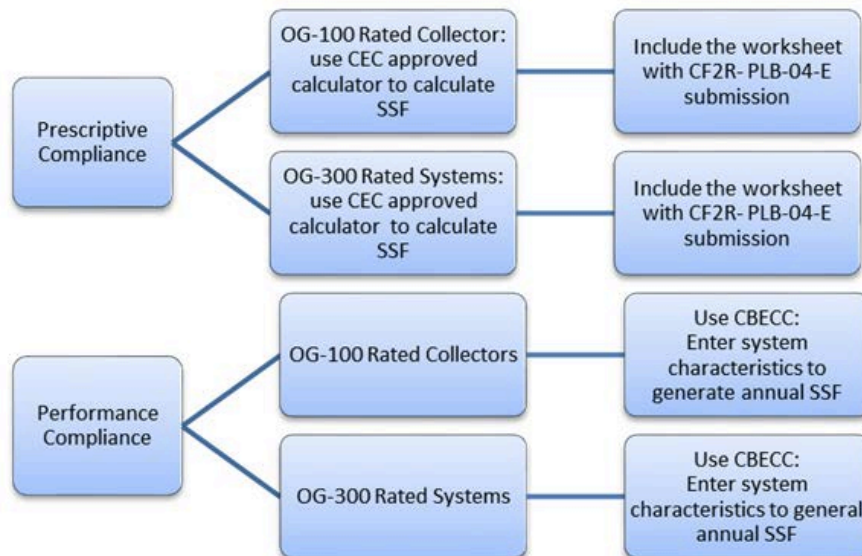 Prescriptive
Compliance
OG-100 Rated Collector:
use CEC approved
calculator to calculate
SSF
Include the worksheet
with CF2R- PLB-04-E
submission
OG-300 Rated Systems:
use CEC approved
calculator to calculate
SSF
Include the worksheet
with CF2R- PLB-04-E
submission
Performance
Compliance
OG-100 Rated Collectors
Use CBECC:
Enter system
characteristics to
generate annual SSF
OG-300 Rated Systems
Use CBECC:
Enter system
characteristics to general
annual SSF